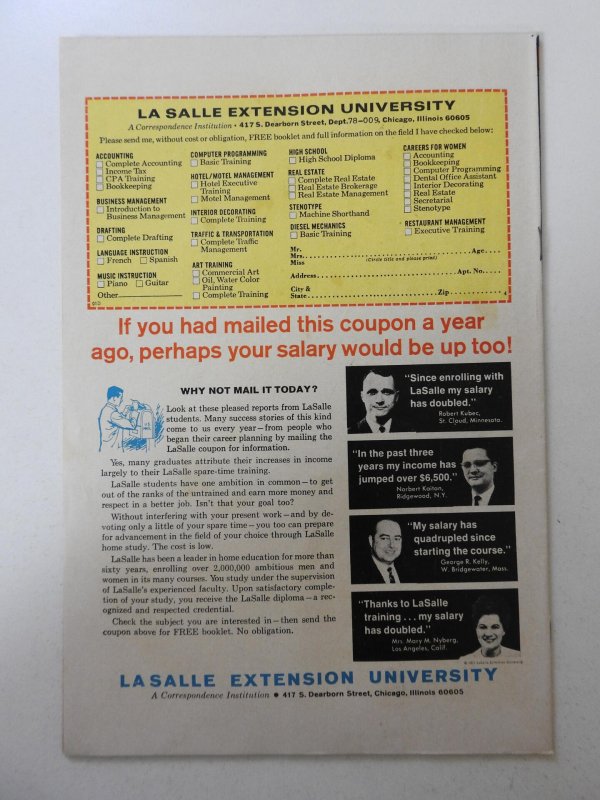 LA SALLE EXTENSION UNIVERSITY
A Correspondence Institution • 417 S. Dearborn Street, Dept. 78-009, Chicago, Illinois 60605
Please send me, without cost or obligation, FREE booklet and full information on the field I have checked below:
ACCOUNTING
Complete Accounting
Income Tax
CPA Training
Bookkeeping
BUSINESS MANAGEMENT
Introduction to
Business Management
DRAFTING
Complete Drafting
LANGUAGE INSTRUCTION
French Spanish
MUSIC INSTRUCTION
Piano Guitar
Other
COMPUTER PROGRAMMING
Basic Training
HOTEL/MOTEL MANAGEMENT
Hotel Executive
Training
Motel Management
INTERIOR DECORATING
Complete Training
TRAFFIC & TRANSPORTATION
Complete Traffic
Management
ART TRAINING
Commercial Art
Oil, Water Color
Painting
Complete Training
HIGH SCHOOL
High School Diploma
REAL ESTATE
Complete Real Estate
Real Estate Brokerage
Real Estate Management
STENOTYPE
Machine Shorthand
DIESEL MECHANICS
Basic Training
CAREERS FOR WOMEN
Accounting
Bookkeeping
Computer Programming
Dental Office Assistant
Interior Decorating
Real Estate
Secretarial
Stenotype
RESTAURANT MANAGEMENT
Executive Training
Mr.
Mrs. Age
Miss (Circle title and please print)
Address Apt. No.
City &
State Zip 4
If you had mailed this coupon a year
ago, perhaps your salary would be up too!
WHY NOT MAIL IT TODAY?
Look at these pleased reports from LaSalle
students. Many success stories of this kind
come to us every year—from people who
began their career planning by mailing the
LaSalle coupon for information.
Yes, many graduates attribute their increases in income
largely to their LaSalle spare-time training.
LaSalle students have one ambition in common—to get
out of the ranks of the untrained and earn more money and
respect in a better job. Isn't that your goal too?
Without interfering with your present work—and by de-
voting only a little of your spare time—you too can prepare
for advancement in the field of your choice through LaSalle
home study. The cost is low.
LaSalle has been a leader in home education for more than
sixty years, enrolling over 2,000,000 ambitious men and
women in its many courses. You study under the supervision
of LaSalle's experienced faculty. Upon satisfactory comple-
tion of your study, you receive the LaSalle diploma—a rec-
ognized and respected credential.
Check the subject you are interested in—then send the
coupon above for FREE booklet. No obligation.
"Since enrolling with
LaSalle my salary
has doubled."
Robert Kubec,
St. Cloud, Minnesota.
"In the past three
years my income has
jumped over $6,500."
Norbert Kaiton,
Ridgewood, N.Y.
"My salary has
quadrupled since
starting the course."
George R. Kelly,
W. Bridgewater, Mass.
"Thanks to LaSalle
training... my salary
has doubled."
Mrs. Mary M. Nyberg,
Los Angeles, Calif.
LASALLE EXTENSION UNIVERSITY
A Correspondence Institution • 417 S. Dearborn Street, Chicago, Illinois 60605